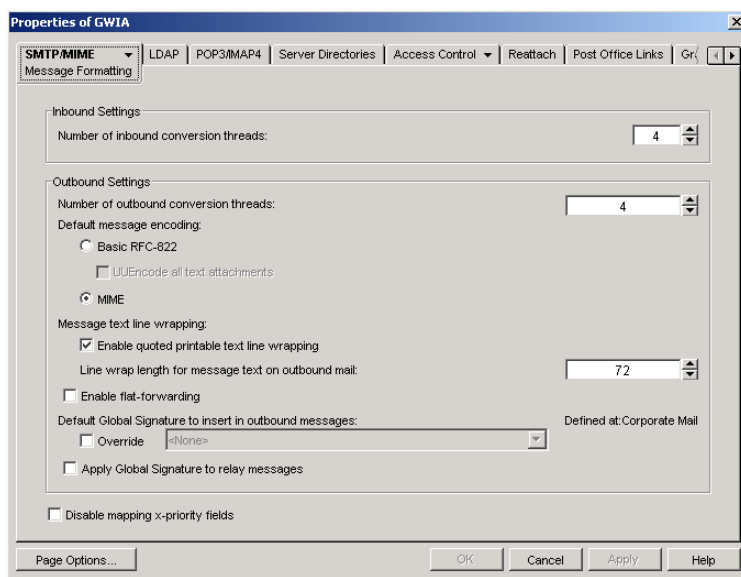 Properties of GWIA
SMTP/MIME LDAP POP3/IMAP4 Server Directories Access Control Reattach Post Office Links
Message Formatting
Inbound Settings
Number of inbound conversion threads: 4
Outbound Settings
Number of outbound conversion threads: 4
Default message encoding:
Basic RFC-822
UUEncode all text attachments
MIME
Message text line wrapping:
Enable quoted printable text line wrapping
Line wrap length for message text on outbound mail: 72
Enable flat-forwarding
Default Global Signature to insert in outbound messages: Defined at:Corporate Mail
Override <None>
Apply Global Signature to relay messages
Disable mapping x-priority fields
Page Options... OK Cancel Apply Help